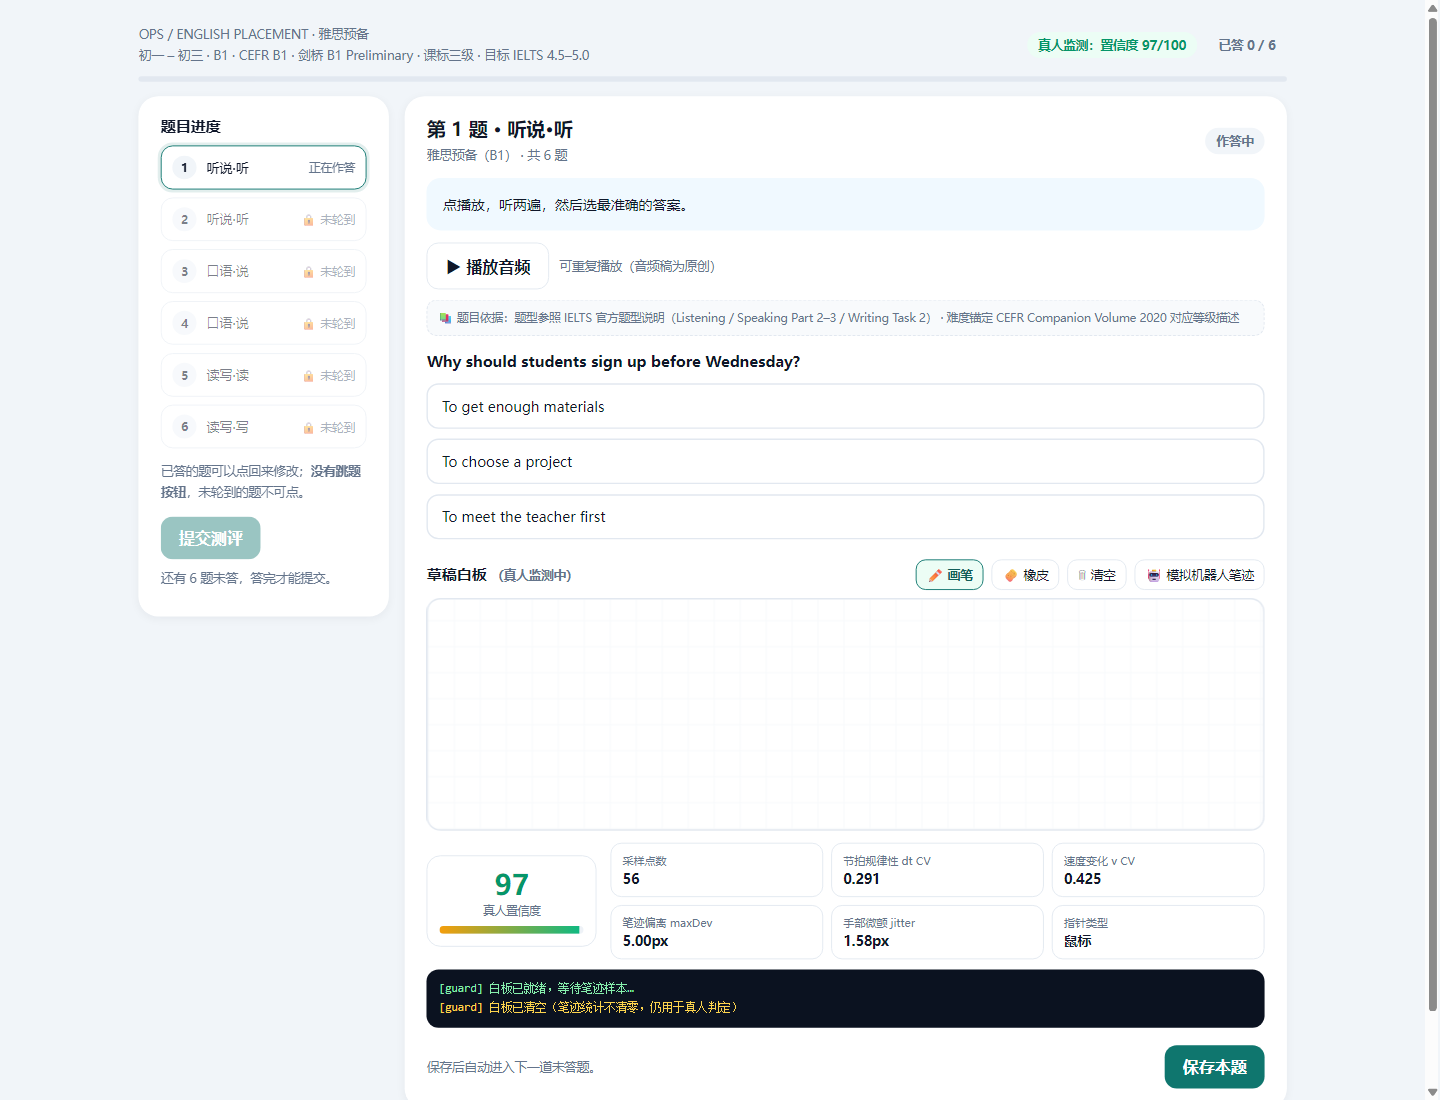 OPS / ENGLISH PLACEMENT · 雅思预备
初一 – 初三 · B1 · CEFR B1 · 剑桥 B1 Preliminary · 课标三级 · 目标 IELTS 4.5–5.0
真人监测：置信度 97/100
已答 0 / 6
题目进度
1 听说·听 正在作答
2 听说·听 未轮到
3 口语·说 未轮到
4 口语·说 未轮到
5 读写·读 未轮到
6 读写·写 未轮到
已答的题可以点回来修改；没有跳题
按钮，未轮到的题不可点。
提交测评
还有 6 题未答，答完才能提交。
第 1 题 · 听说·听
雅思预备（B1） · 共 6 题
作答中
点播放，听两遍，然后选最准确的答案。
▶ 播放音频
可重复播放（音频稿为原创）
题目依据：题型参照 IELTS 官方题型说明（Listening / Speaking Part 2–3 / Writing Task 2） · 难度锚定 CEFR Companion Volume 2020 对应等级描述
Why should students sign up before Wednesday?
To get enough materials
To choose a project
To meet the teacher first
草稿白板 （真人监测中）
画笔
橡皮
清空
模拟机器人笔迹
97
真人置信度
采样点数
56
节拍规律性 dt CV
0.291
速度变化 v CV
0.425
笔迹偏离 maxDev
5.00px
手部微颤 jitter
1.58px
指针类型
鼠标
[guard] 白板已就绪，等待笔迹样本…
[guard] 白板已清空（笔迹统计不清零，仍用于真人判定）
保存后自动进入下一道未答题。
保存本题